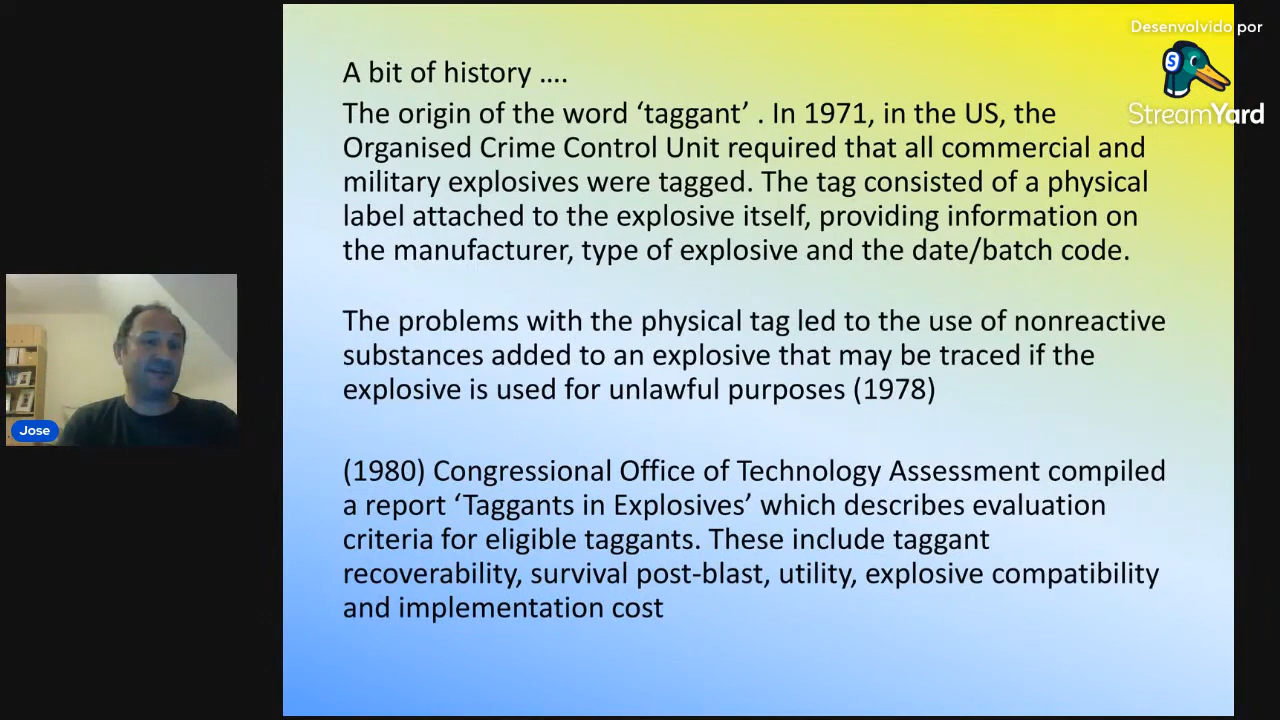 Desenvolvido por
S
StreamYard
A bit of history ....
The origin of the word ‘taggant’ . In 1971, in the US, the
Organised Crime Control Unit required that all commercial and
military explosives were tagged. The tag consisted of a physical
label attached to the explosive itself, providing information on
the manufacturer, type of explosive and the date/batch code.
The problems with the physical tag led to the use of nonreactive
substances added to an explosive that may be traced if the
explosive is used for unlawful purposes (1978)
(1980) Congressional Office of Technology Assessment compiled
a report ‘Taggants in Explosives’ which describes evaluation
criteria for eligible taggants. These include taggant
recoverability, survival post-blast, utility, explosive compatibility
and implementation cost
Jose